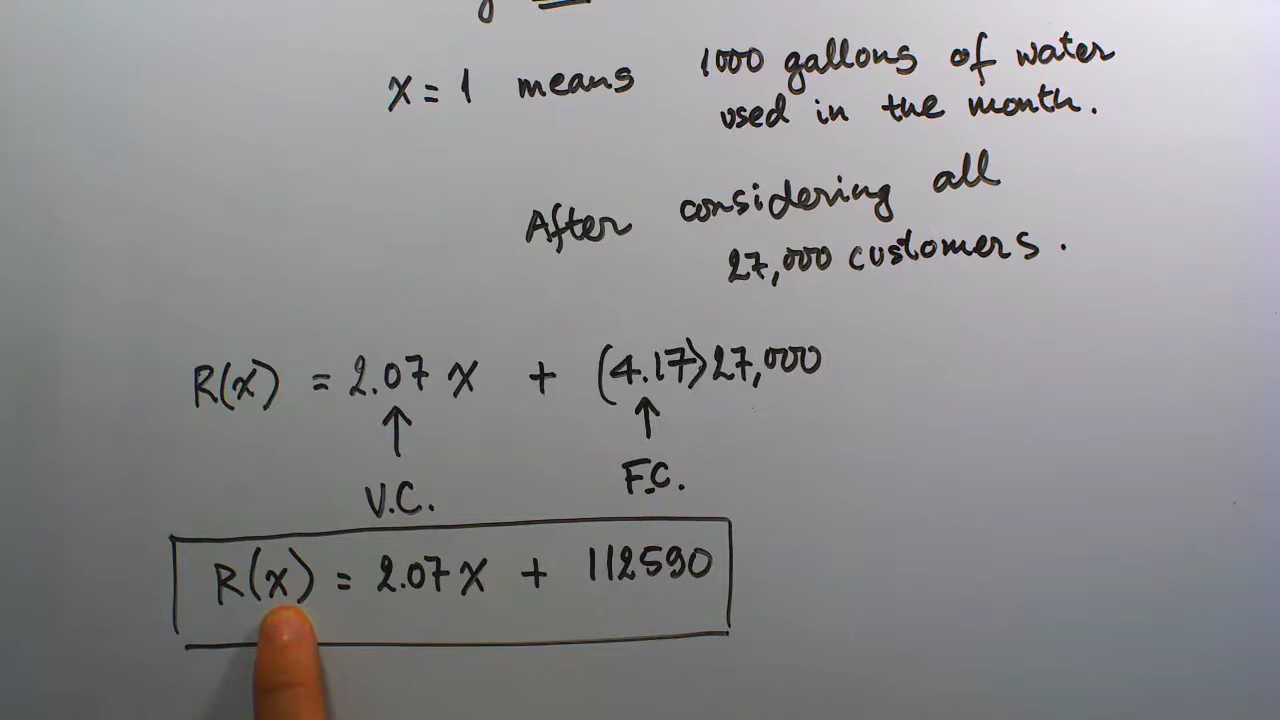 x = 1 means 1000 gallons of water
used in the month.
After considering all
27,000 customers.
R(x) = 2.07 x + (4.17) 27,000
↑ ↑
V.C. F.C.
R(x) = 2.07 x + 112590